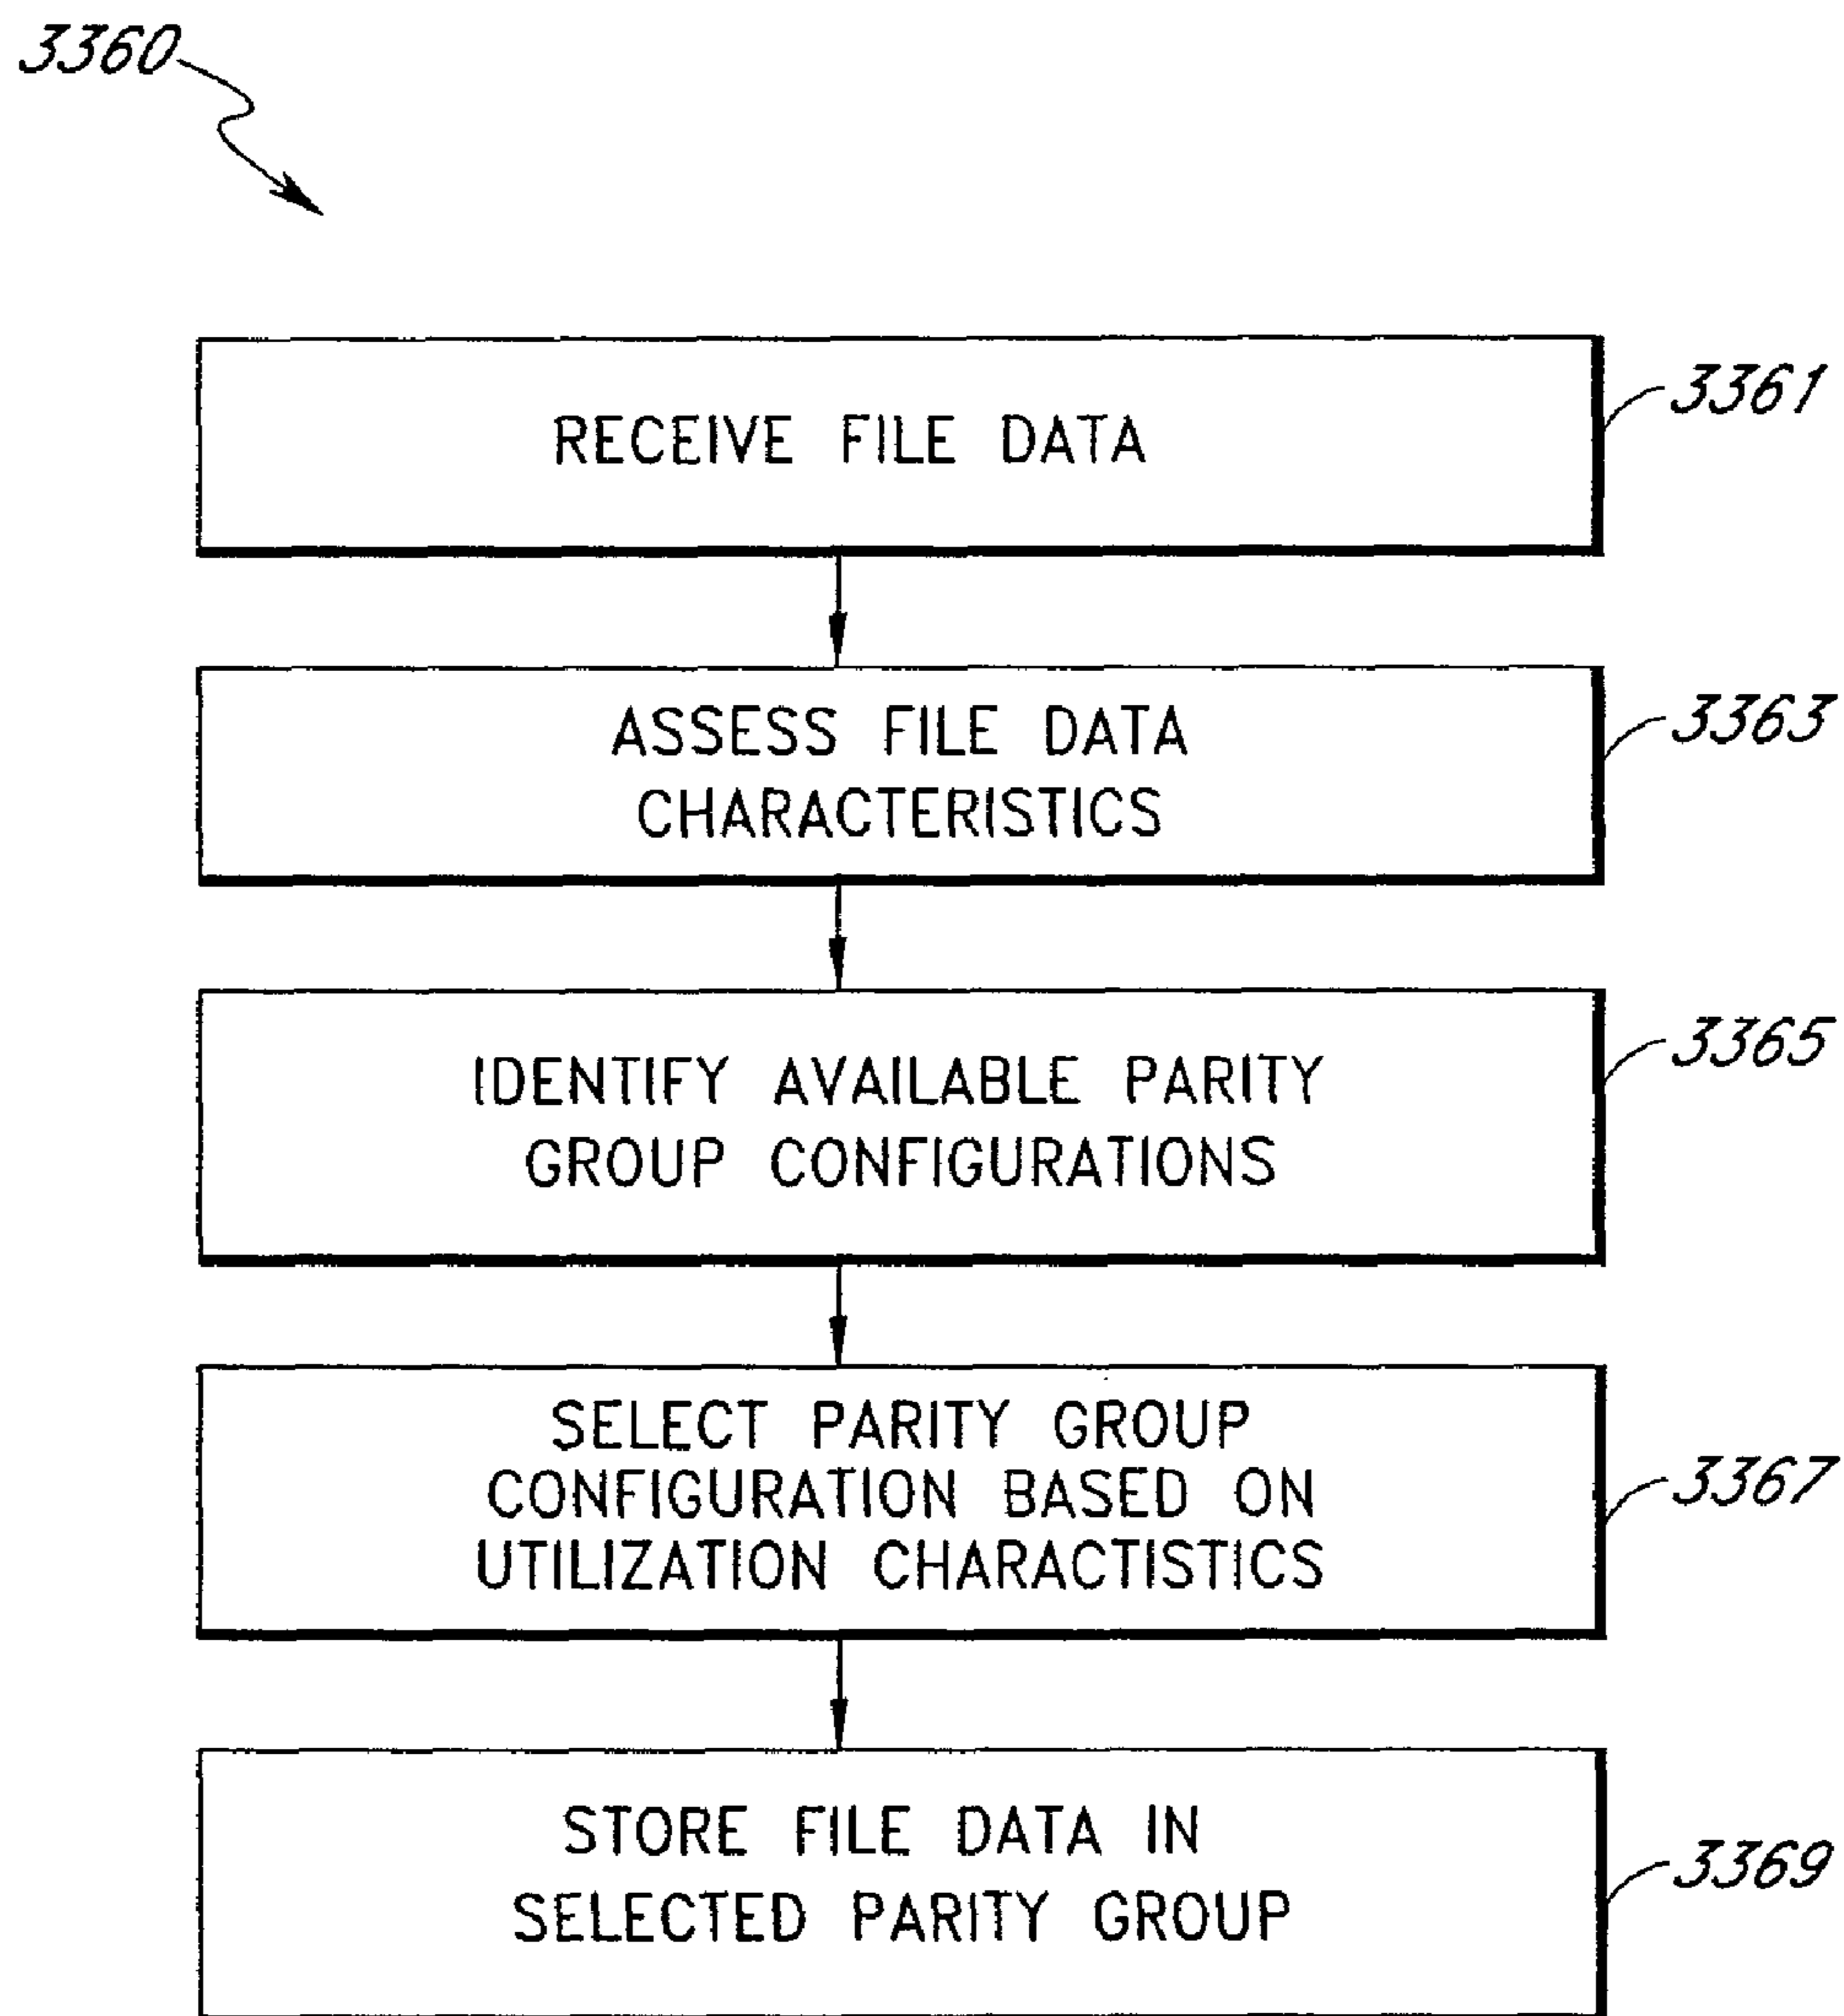 3360
RECEIVE FILE DATA
3361
ASSESS FILE DATA
CHARACTERISTICS
3363
IDENTIFY AVAILABLE PARITY
GROUP CONFIGURATIONS
3365
SELECT PARITY GROUP
CONFIGURATION BASED ON
UTILIZATION CHARACTISTICS
3367
STORE FILE DATA IN
SELECTED PARITY GROUP
3369